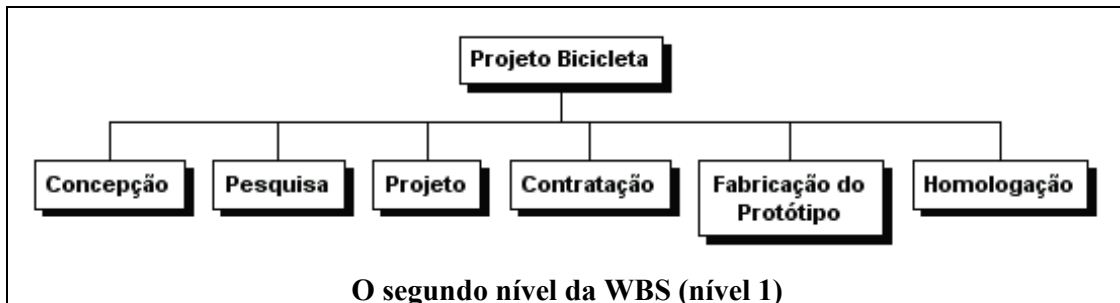 Projeto Bicicleta
Concepção
Pesquisa
Projeto
Contratação
Fabricação do
Protótipo
Homologação
O segundo nível da WBS (nível 1)